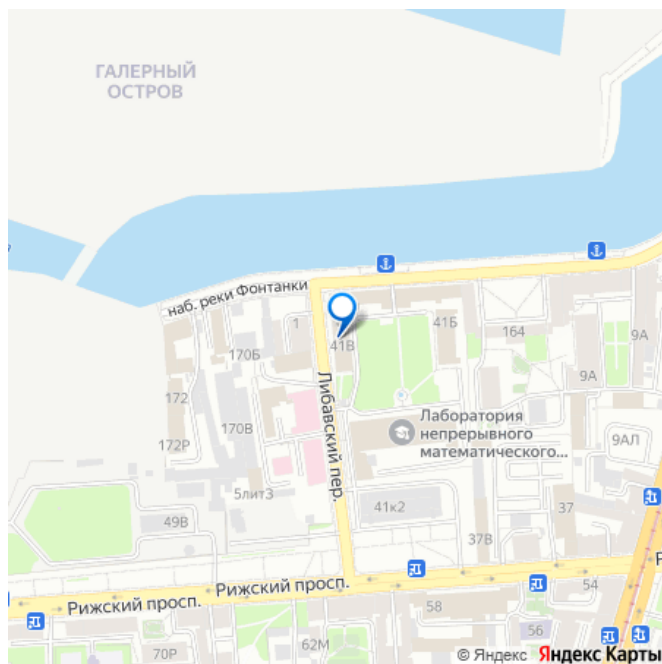 ГАЛЕРНЫЙ
ОСТРОВ
наб. реки Фонтанки
1
41В
41Б
164
9А
9А
170Б
Либавский пер.
172
170В
172Р
Лаборатория
непрерывного
математического...
9АЛ
5лит3
41к2
37
49В
37В
Рижский просп.
Рижский просп.
54
58
56
70Р
62М
© Яндекс Яндекс Карты